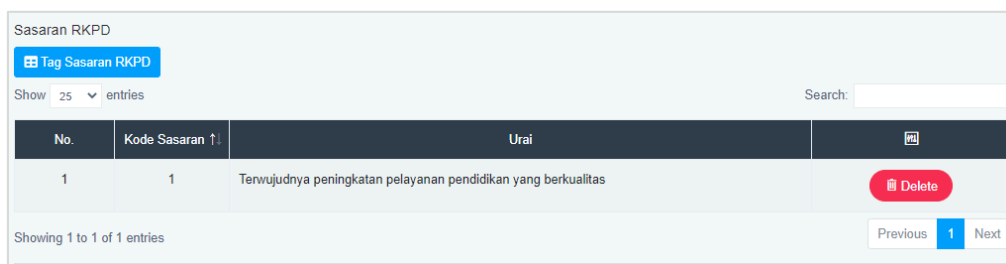 Sasaran RKPD
Tag Sasaran RKPD
Show 25 entries Search:
No. Kode Sasaran Urai
1 1 Terwujudnya peningkatan pelayanan pendidikan yang berkualitas Delete
Showing 1 to 1 of 1 entries Previous 1 Next